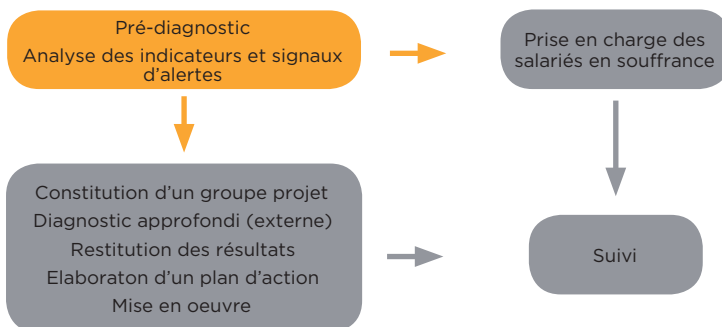 Pré-diagnostic
Analyse des indicateurs et signaux
d'alertes
Prise en charge des
salariés en souffrance
Constitution d'un groupe projet
Diagnostic approfondi (externe)
Restitution des résultats
Elaboraton d'un plan d'action
Mise en oeuvre
Suivi